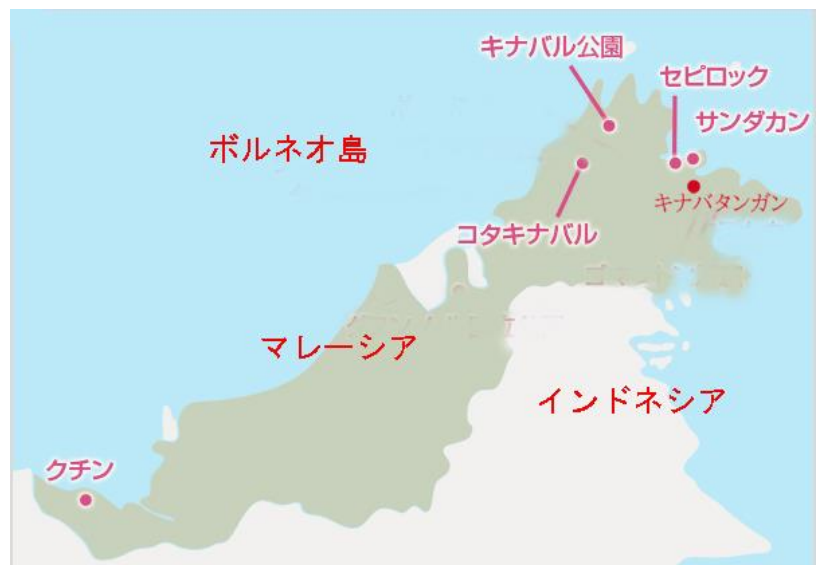 キナバル公園
セピロック
サンダカン
ボルネオ島
キナバタンガン
コタキナバル
マレーシア
インドネシア
クチン